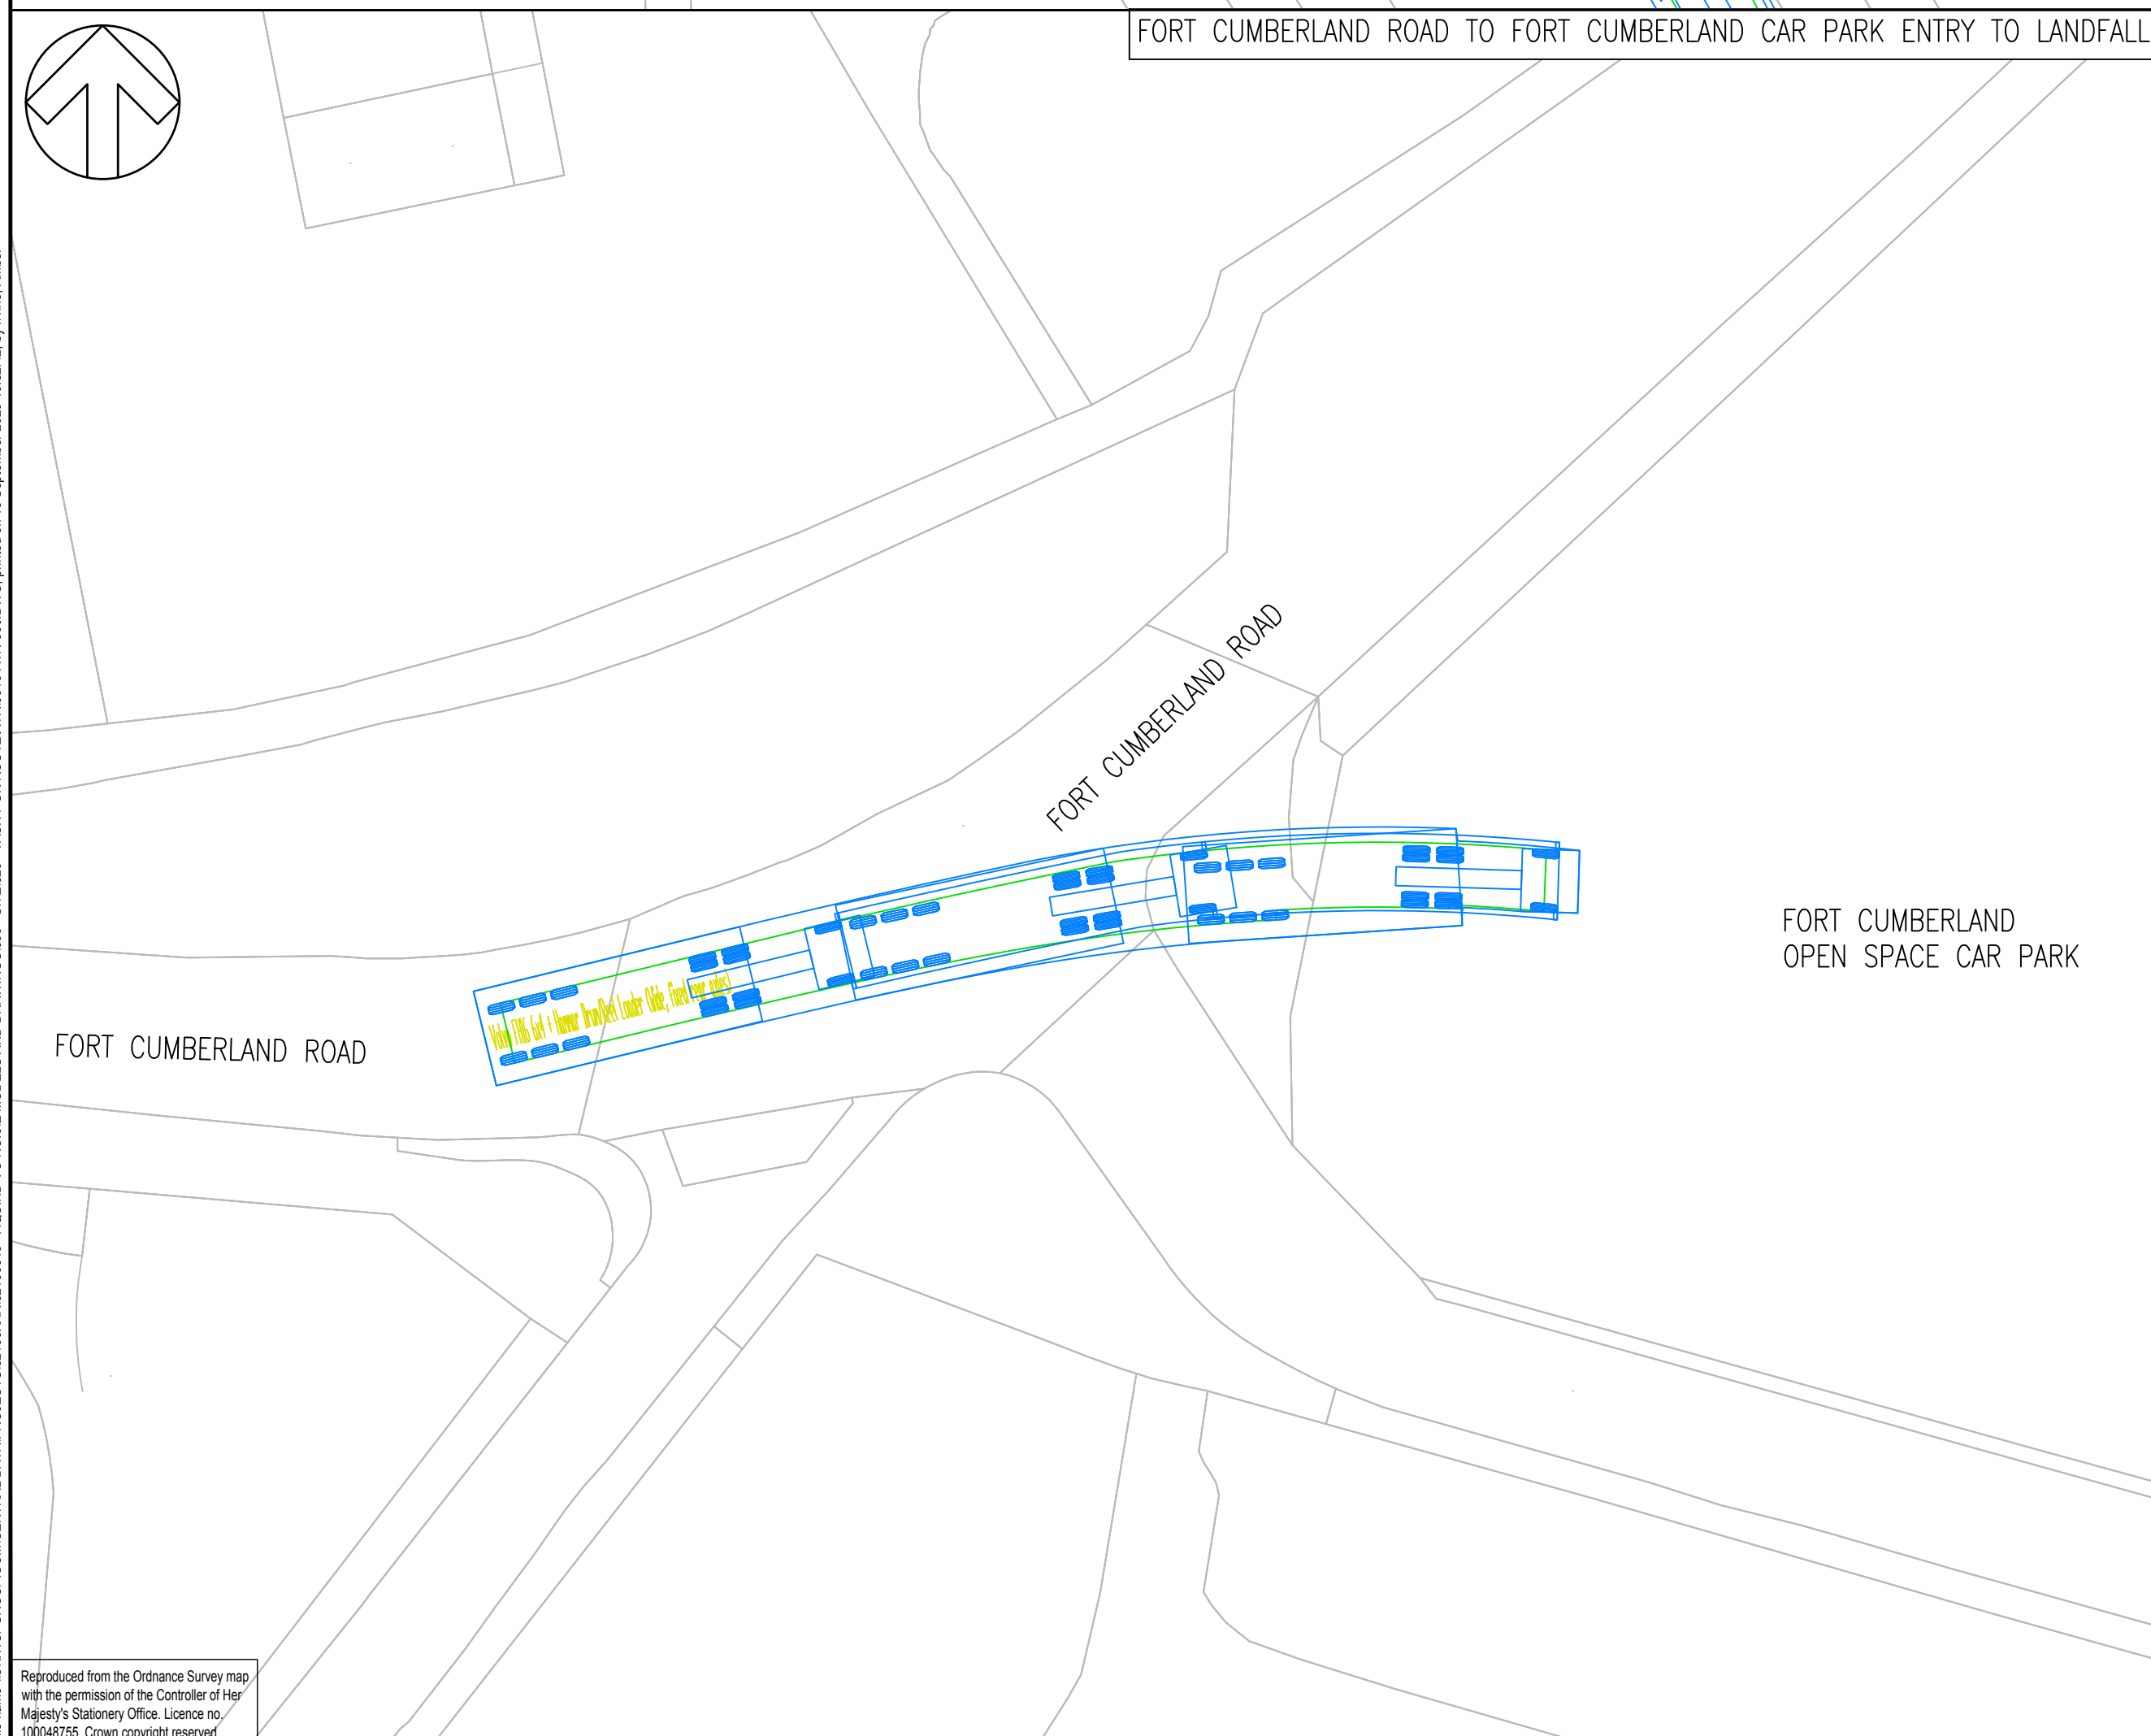 FORT CUMBERLAND ROAD TO FORT CUMBERLAND CAR PARK ENTRY TO LANDFALL
FORT CUMBERLAND ROAD
FORT CUMBERLAND
OPEN SPACE CAR PARK
FORT CUMBERLAND ROAD
Reproduced from the Ordnance Survey map
with the permission of the Controller of Her
Majesty's Stationery Office. Licence no.
100048755. Crown copyright reserved